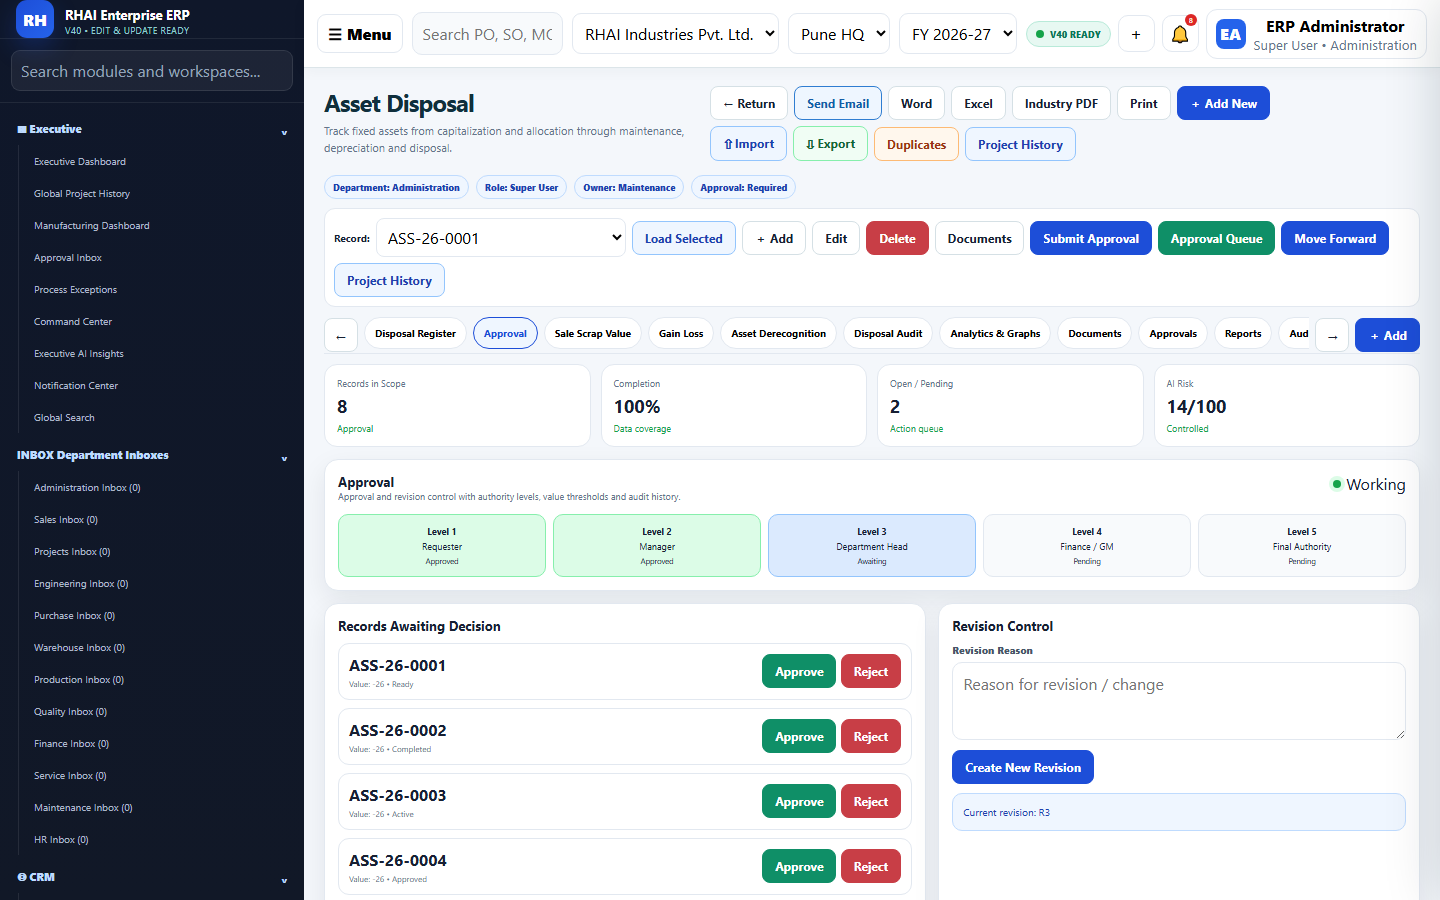 RH
RHAI Enterprise ERP
V40 • EDIT & UPDATE READY
Search modules and workspaces...
Executive
Executive Dashboard
Global Project History
Manufacturing Dashboard
Approval Inbox
Process Exceptions
Command Center
Executive AI Insights
Notification Center
Global Search
INBOX Department Inboxes
Administration Inbox (0)
Sales Inbox (0)
Projects Inbox (0)
Engineering Inbox (0)
Purchase Inbox (0)
Warehouse Inbox (0)
Production Inbox (0)
Quality Inbox (0)
Finance Inbox (0)
Service Inbox (0)
Maintenance Inbox (0)
HR Inbox (0)
CRM
☰ Menu
Search PO, SO, MC
RHAI Industries Pvt. Ltd.
Pune HQ
FY 2026-27
V40 READY
+
8
EA
ERP Administrator
Super User • Administration
Asset Disposal
Track fixed assets from capitalization and allocation through maintenance,
depreciation and disposal.
← Return
Send Email
Word
Excel
Industry PDF
Print
+ Add New
⇧ Import
⇩ Export
Duplicates
Project History
Department: Administration
Role: Super User
Owner: Maintenance
Approval: Required
Record:
ASS-26-0001
Load Selected
+ Add
Edit
Delete
Documents
Submit Approval
Approval Queue
Move Forward
Project History
←
Disposal Register
Approval
Sale Scrap Value
Gain Loss
Asset Derecognition
Disposal Audit
Analytics & Graphs
Documents
Approvals
Reports
Aud
→
+ Add
Records in Scope
8
Approval
Completion
100%
Data coverage
Open / Pending
2
Action queue
AI Risk
14/100
Controlled
Approval
Approval and revision control with authority levels, value thresholds and audit history.
Working
Level 1
Requester
Approved
Level 2
Manager
Approved
Level 3
Department Head
Awaiting
Level 4
Finance / GM
Pending
Level 5
Final Authority
Pending
Records Awaiting Decision
ASS-26-0001
Value: -26 • Ready
Approve
Reject
ASS-26-0002
Value: -26 • Completed
Approve
Reject
ASS-26-0003
Value: -26 • Active
Approve
Reject
ASS-26-0004
Value: -26 • Approved
Approve
Reject
Revision Control
Revision Reason
Reason for revision / change
Create New Revision
Current revision: R3